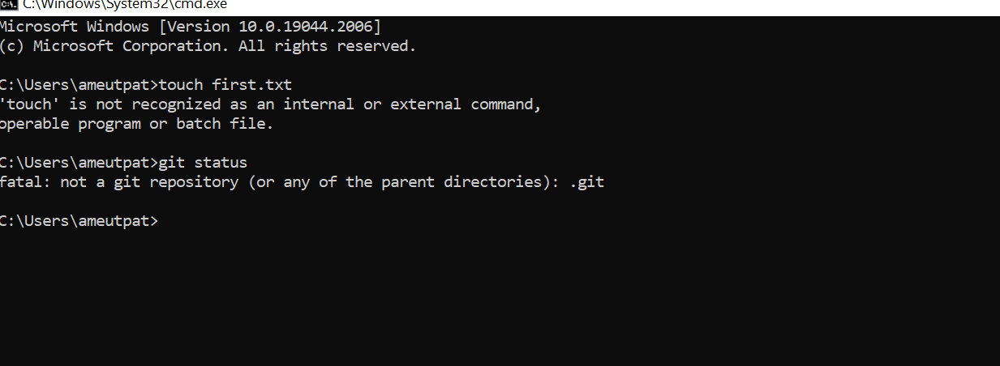 C:\Windows\System32\cmd.exe
Microsoft Windows [Version 10.0.19044.2006]
(c) Microsoft Corporation. All rights reserved.
C:\Users\ameutpat>touch first.txt
'touch' is not recognized as an internal or external command,
operable program or batch file.
C:\Users\ameutpat>git status
fatal: not a git repository (or any of the parent directories): .git
C:\Users\ameutpat>